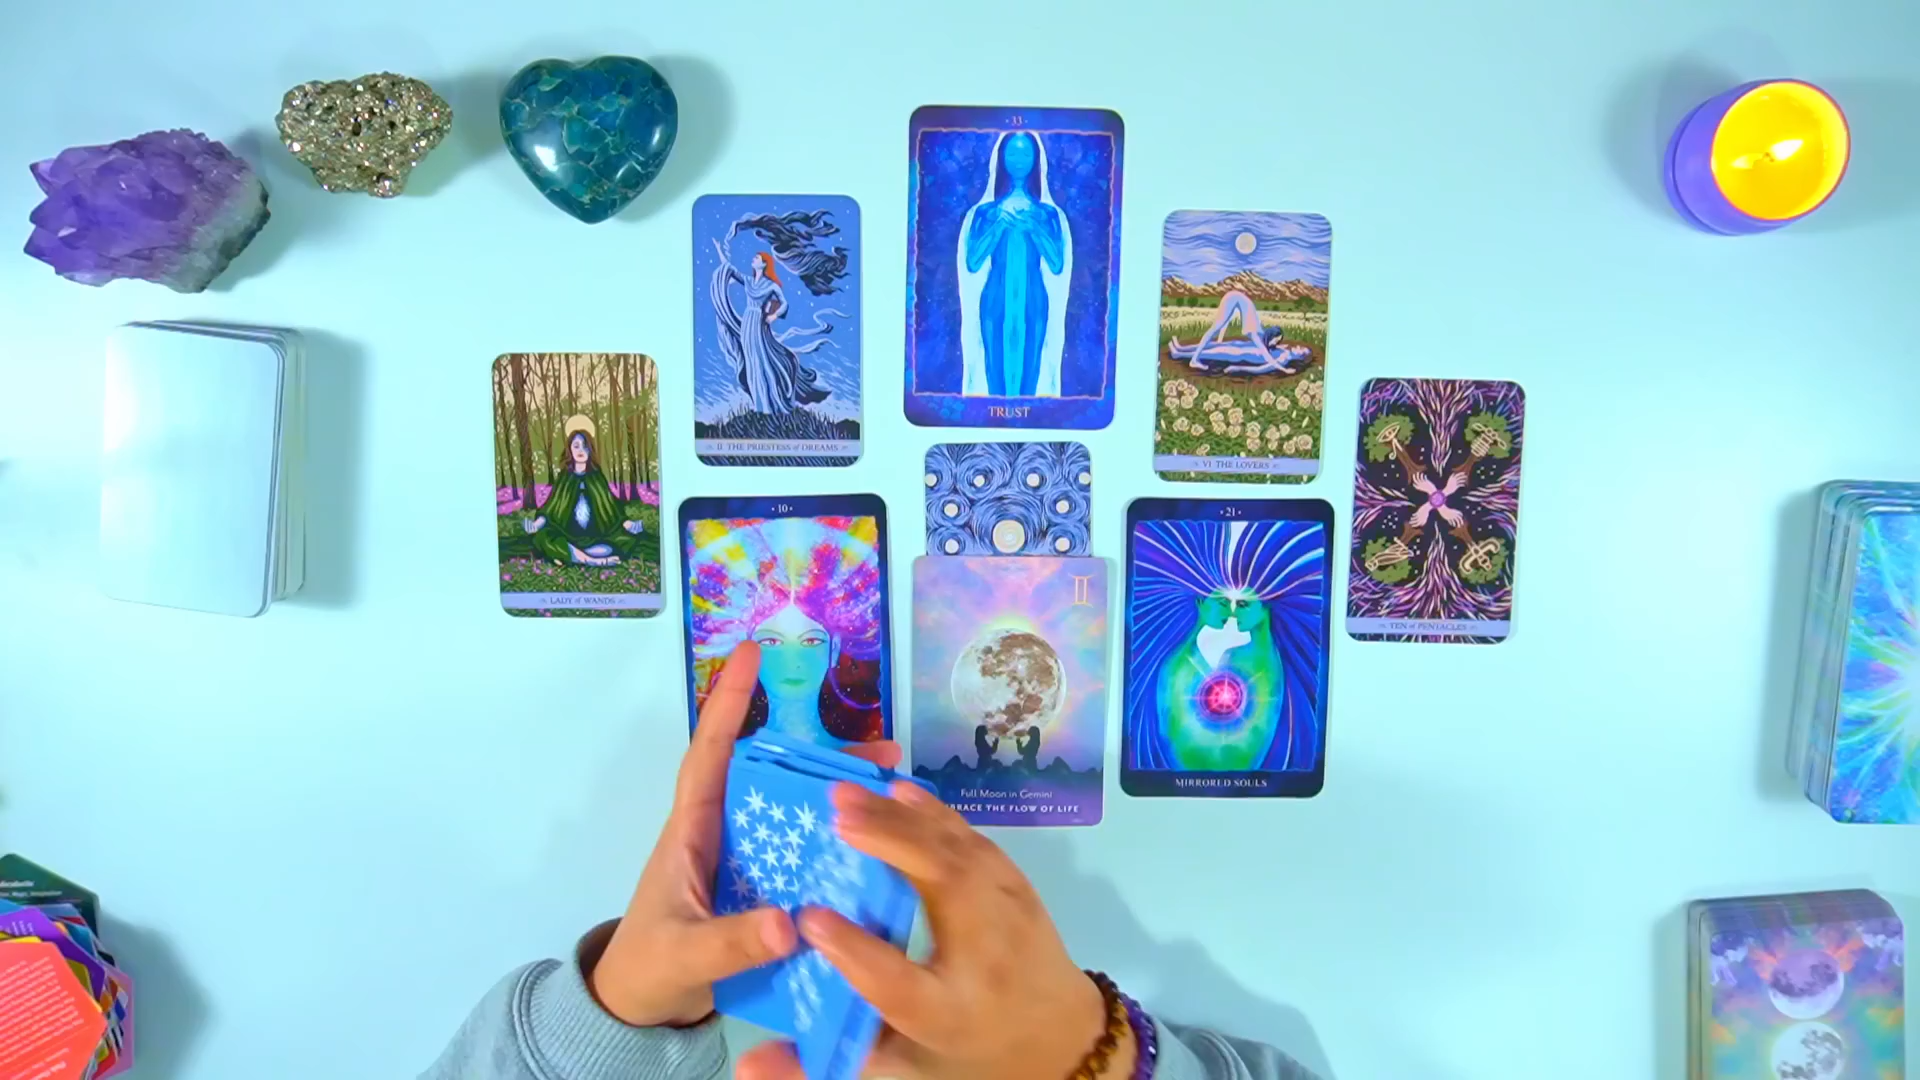 · 33 ·
TRUST
II THE PRIESTESS of DREAMS
VI THE LOVERS
LADY of WANDS
TEN of PENTACLES
· 10 ·
· 21 ·
MIRRORED SOULS
♊
Full Moon in Gemini
BRACE THE FLOW OF LIFE